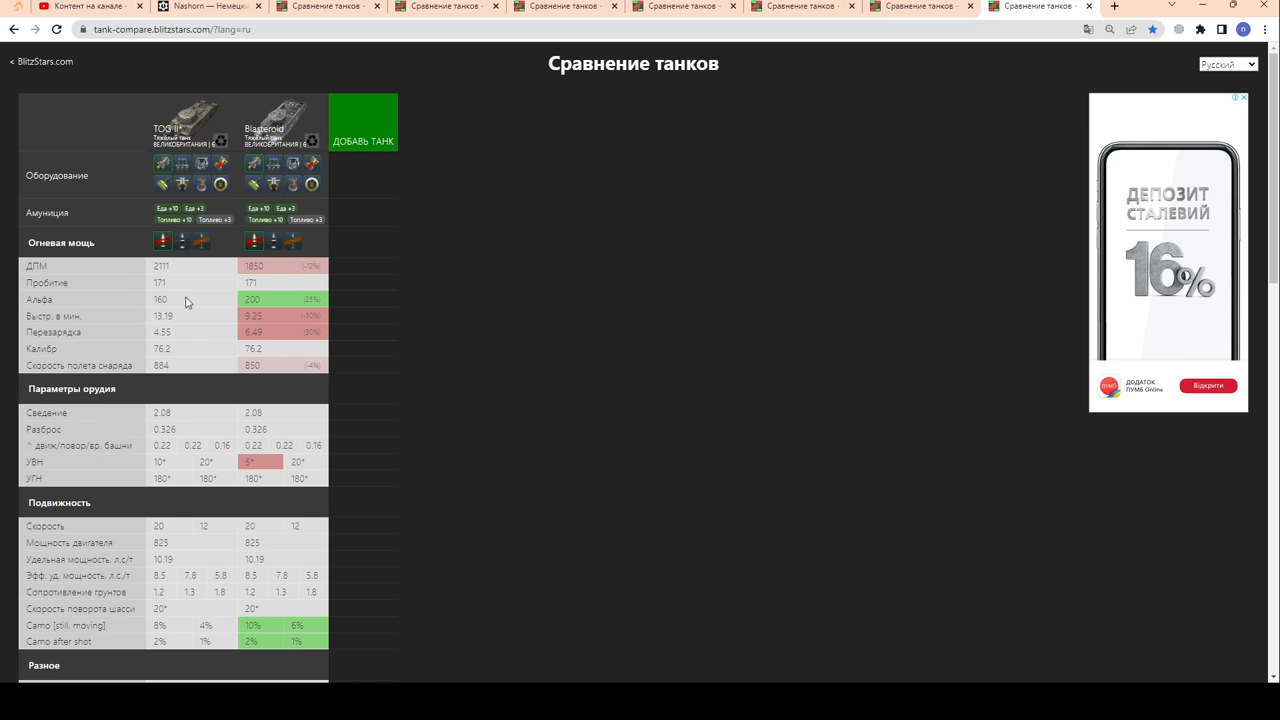 Контент на канале -
Nashorn — Немецки
Сравнение танков -
Сравнение танков -
Сравнение танков -
Сравнение танков -
Сравнение танков -
Сравнение танков -
Сравнение танков -
tank-compare.blitzstars.com/?lang=ru
< BlitzStars.com
Сравнение танков
Русский
TOG II*
Тяжелый танк
ВЕЛИКОБРИТАНИЯ | 6
Blasteroid
Тяжелый танк
ВЕЛИКОБРИТАНИЯ | 6
ДОБАВЬ ТАНК
Оборудование
Амуниция
Еда +10 Еда +3 Еда +10 Еда +3
Топливо +10 Топливо +3 Топливо +10 Топливо +3
Огневая мощь
ДПМ 2111 1850 (-12%)
Пробитие 171 171
Альфа 160 200 (25%)
Выстр. в мин. 13.19 9.25 (-30%)
Перезарядка 4.55 6.49 (30%)
Калибр 76.2 76.2
Скорость полета снаряда 884 850 (-4%)
Параметры орудия
Сведение 2.08 2.08
Разброс 0.326 0.326
^ движ/повор/вр. башни 0.22 0.22 0.16 0.22 0.22 0.16
УВН 10° 20° 5° 20°
УГН 180° 180° 180° 180°
Подвижность
Скорость 20 12 20 12
Мощность двигателя 825 825
Удельная мощность. л.с/т 10.19 10.19
Эфф. уд. мощность. л.с./т 8.5 7.8 5.8 8.5 7.8 5.8
Сопротивление грунтов 1.2 1.3 1.8 1.2 1.3 1.8
Скорость поворота шасси 20° 20°
Camo [still. moving] 8% 4% 10% 6%
Camo after shot 2% 1% 2% 1%
Разное
ДЕПОЗИТ
СТАЛЕВИЙ
16%
ПУМБ
ДОДАТОК
ПУМБ Online
Відкрити